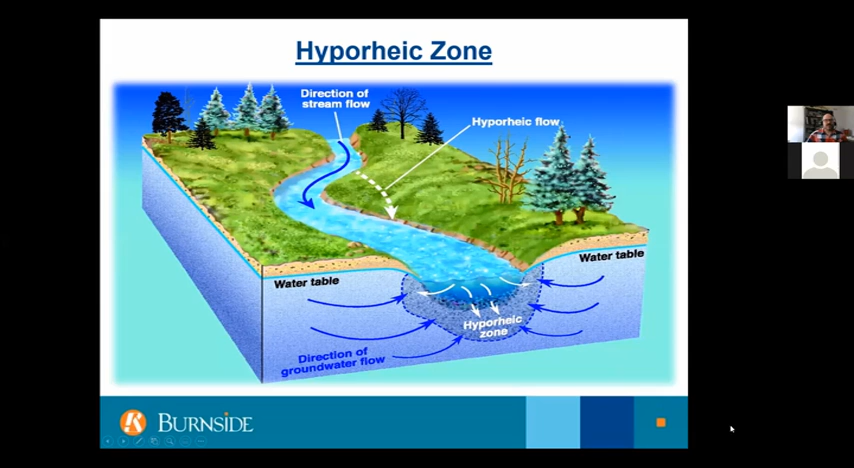 Hyporheic Zone
Direction of
stream flow
Hyporheic flow
Water table
Water table
Hyporheic
zone
Direction of
groundwater flow
BURNSIDE